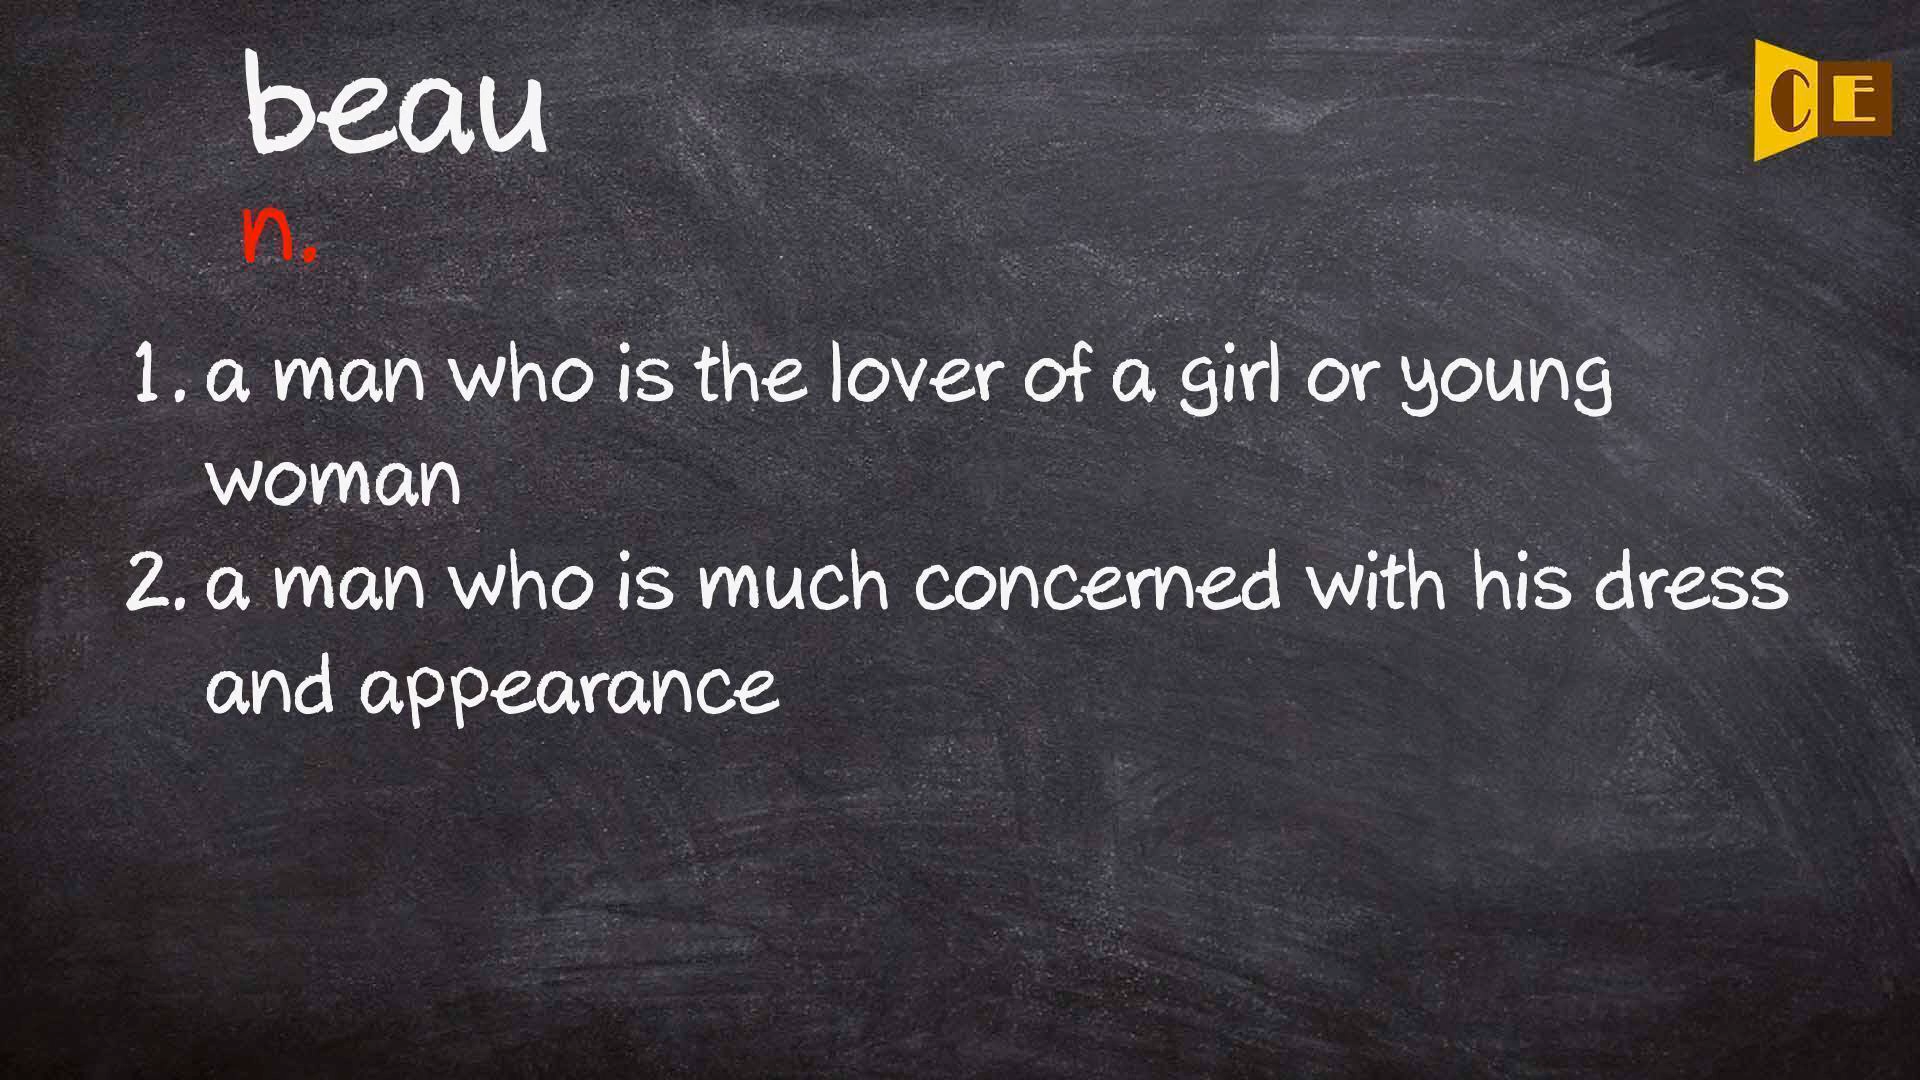 beau
CE
n.
1. a man who is the lover of a girl or young
woman
2. a man who is much concerned with his dress
and appearance